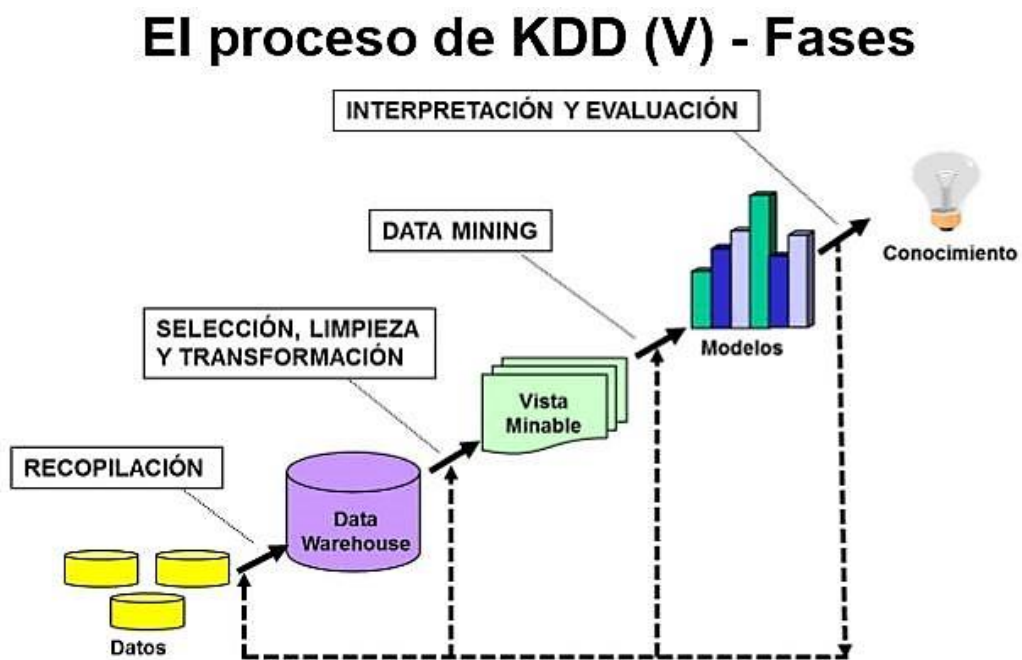 El proceso de KDD (V) - Fases
INTERPRETACIÓN Y EVALUACIÓN
Conocimiento
DATA MINING
Modelos
SELECCIÓN, LIMPIEZA
Y TRANSFORMACIÓN
Vista
Minable
RECOPILACIÓN
Data
Warehouse
Datos